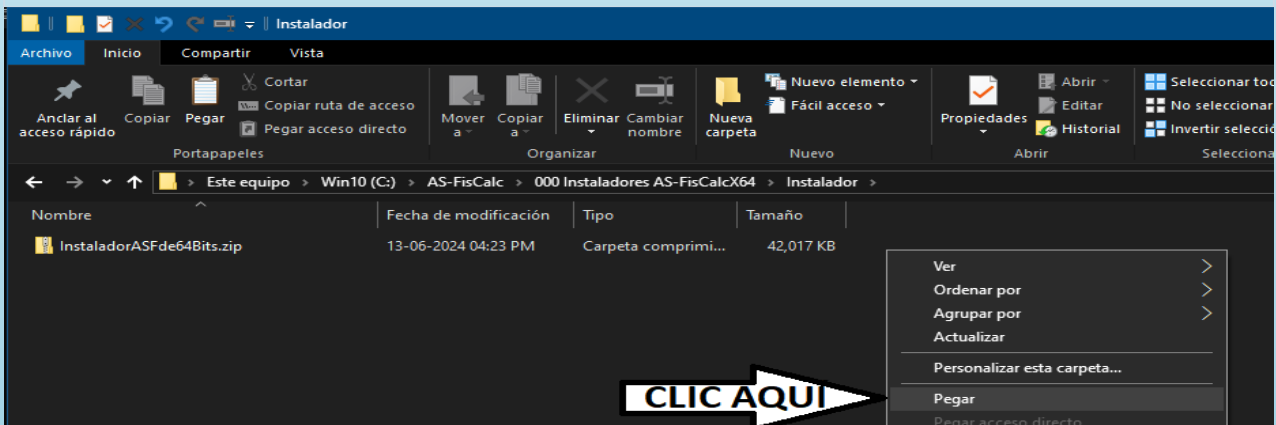 Instalador
Archivo Inicio Compartir Vista
Anclar al acceso rápido
Copiar
Pegar
Cortar
Copiar ruta de acceso
Pegar acceso directo
Portapapeles
Mover a
Copiar a
Eliminar
Cambiar nombre
Organizar
Nueva carpeta
Nuevo elemento
Fácil acceso
Nuevo
Propiedades
Abrir
Editar
Historial
Abrir
Seleccionar toc
No seleccionar
Invertir selecció
Selecciona
Este equipo > Win10 (C:) > AS-FisCalc > 000 Instaladores AS-FisCalcX64 > Instalador >
Nombre Fecha de modificación Tipo Tamaño
InstaladorASFde64Bits.zip 13-06-2024 04:23 PM Carpeta comprimi... 42,017 KB
Ver
Ordenar por
Agrupar por
Actualizar
Personalizar esta carpeta...
CLIC AQUI
Pegar
Pegar acceso directo